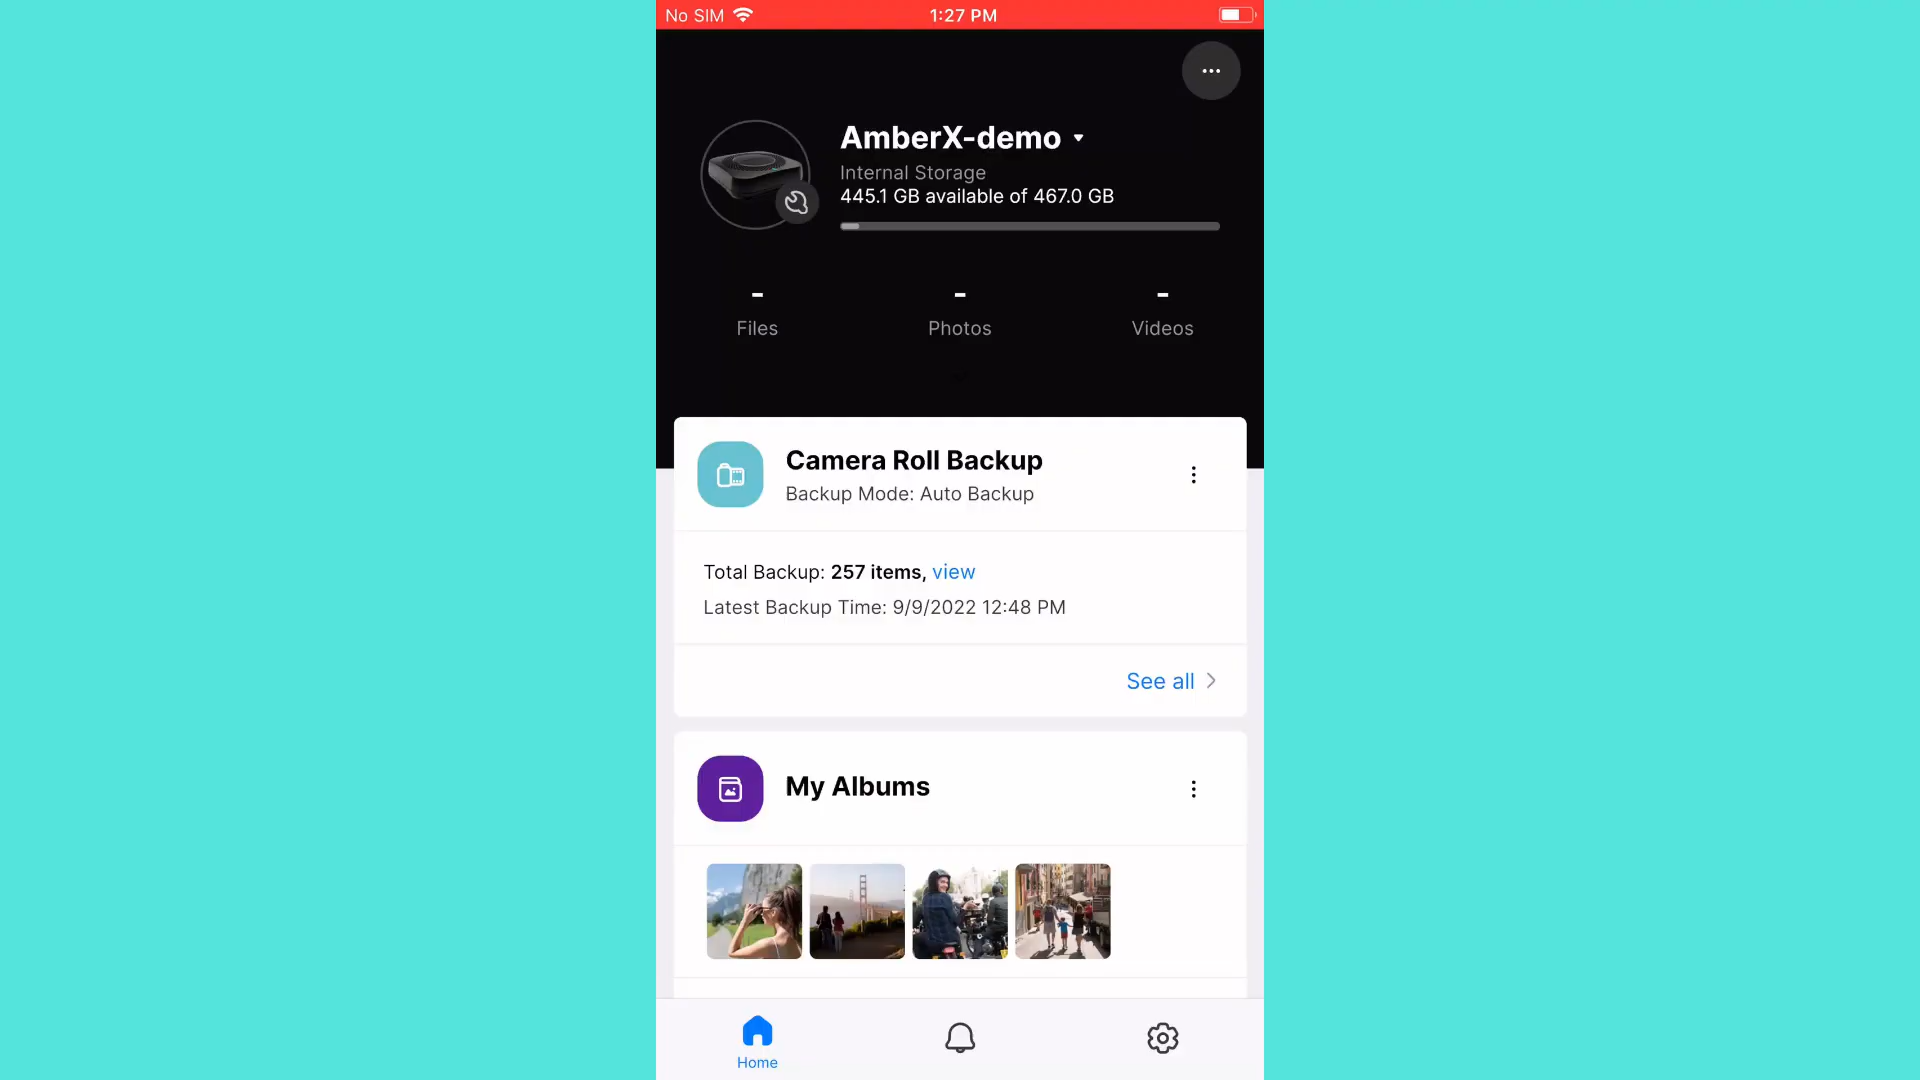 No SIM 1:27 PM
AmberX-demo
Internal Storage
445.1 GB available of 467.0 GB
- - -
Files Photos Videos
Camera Roll Backup
Backup Mode: Auto Backup
Total Backup: 257 items, view
Latest Backup Time: 9/9/2022 12:48 PM
See all
My Albums
Home